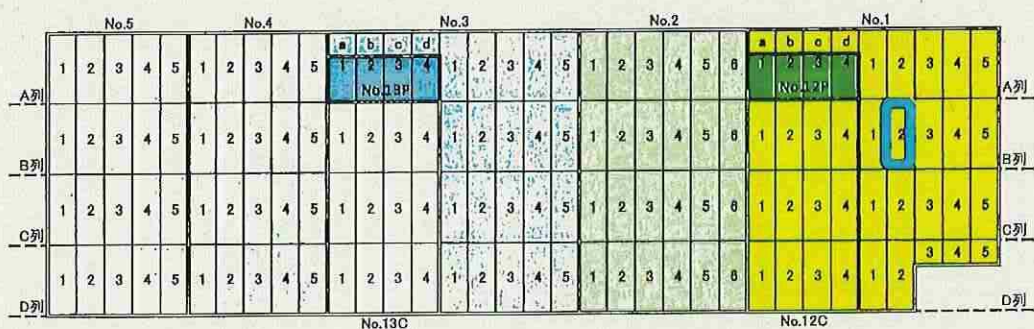 No.5 No.4 No.3 No.2 No.1
a b c d a b c d
1 2 3 4 5 1 2 3 4 5 1 2 3 4 1 2 3 4 5 1 2 3 4 5 6 1 2 3 4 1 2 3 4 5
No.13P No.12P
A列 A列
1 2 3 4 5 1 2 3 4 5 1 2 3 4 1 2 3 4 5 1 2 3 4 5 6 1 2 3 4 1 2 3 4 5
B列 B列
1 2 3 4 5 1 2 3 4 5 1 2 3 4 1 2 3 4 5 1 2 3 4 5 6 1 2 3 4 1 2 3 4 5
C列 C列
1 2 3 4 5 1 2 3 4 5 1 2 3 4 1 2 3 4 5 1 2 3 4 5 6 1 2 3 4 1 2 3 4 5
D列 D列
No.13C No.12C